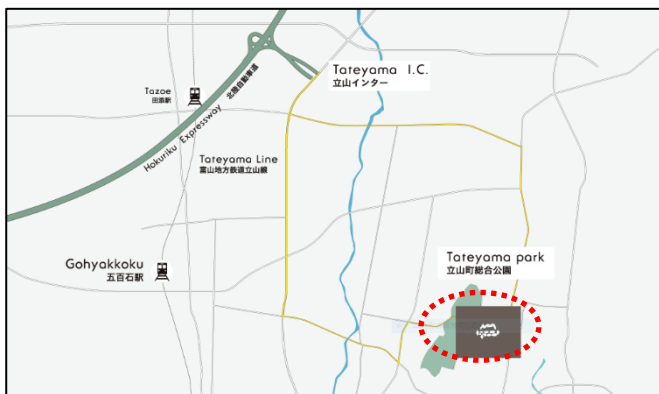 Tateyama I.C.
立山インター
Tazoe
田添駅
Hokuriku Expressway 北陸自動車道
Tateyama Line
富山地方鉄道立山線
Gohyakkoku
五百石駅
Tateyama park
立山町総合公園